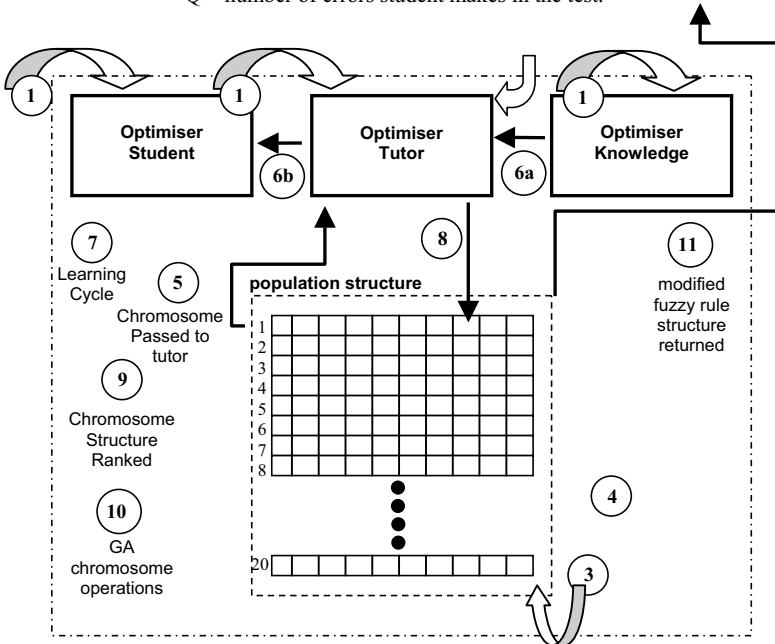 Q = number of errors student makes in the test.
1
1
1
Optimiser
Student
Optimiser
Tutor
Optimiser
Knowledge
6b
6a
7
Learning
Cycle
5
Chromosome
Passed to
tutor
8
11
modified
fuzzy rule
structure
returned
population structure
1
2
3
4
5
6
7
8
20
9
Chromosome
Structure
Ranked
10
GA
chromosome
operations
4
3